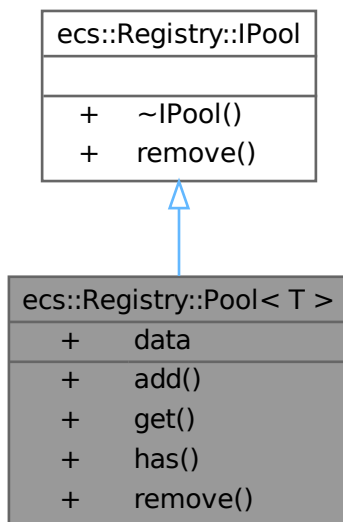 ecs::Registry::IPool
+ ~IPool()
+ remove()
ecs::Registry::Pool< T >
+ data
+ add()
+ get()
+ has()
+ remove()